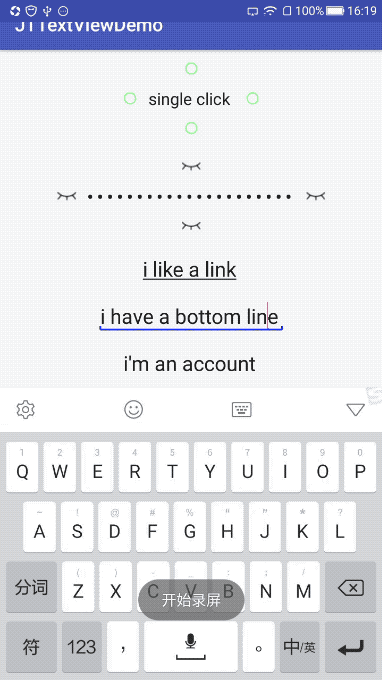 100% 16:19
JTTextViewDemo
single click
i like a link
i have a bottom line.
i'm an account
1 2 3 4 5 6 7 8 9 0
Q W E R T Y U I O P
~ ! @ # % " " * ?
A S D F G H J K L
分词 Z X C V B N M
开始录屏
符 123 , 。 中/英